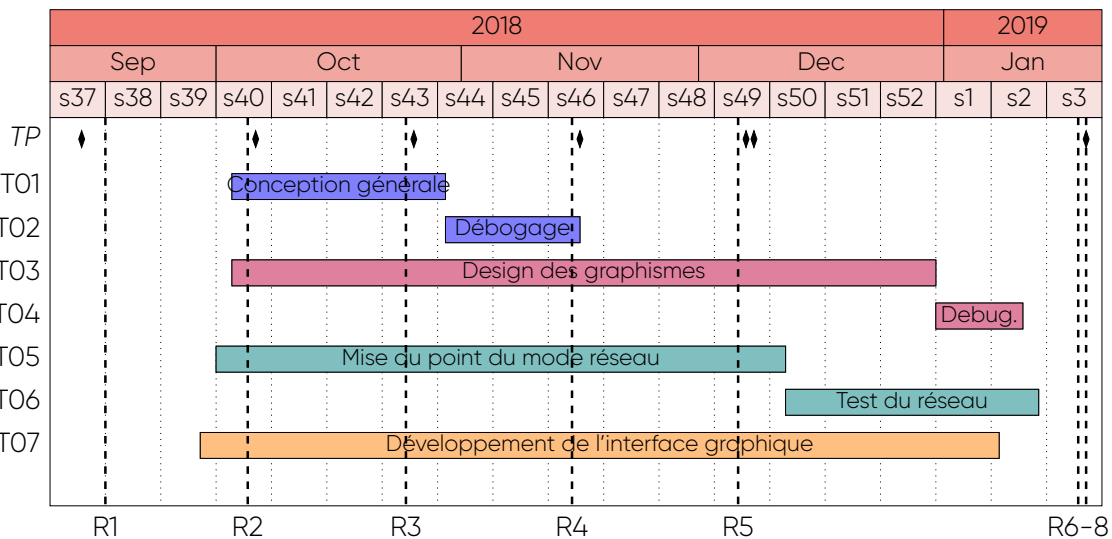 2018 2019
Sep Oct Nov Dec Jan
s37 s38 s39 s40 s41 s42 s43 s44 s45 s46 s47 s48 s49 s50 s51 s52 s1 s2 s3
TP
T01 Conception générale
T02 Débogage
T03 Design des graphismes
T04 Debug.
T05 Mise au point du mode réseau
T06 Test du réseau
T07 Développement de l'interface graphique
R1 R2 R3 R4 R5 R6-8